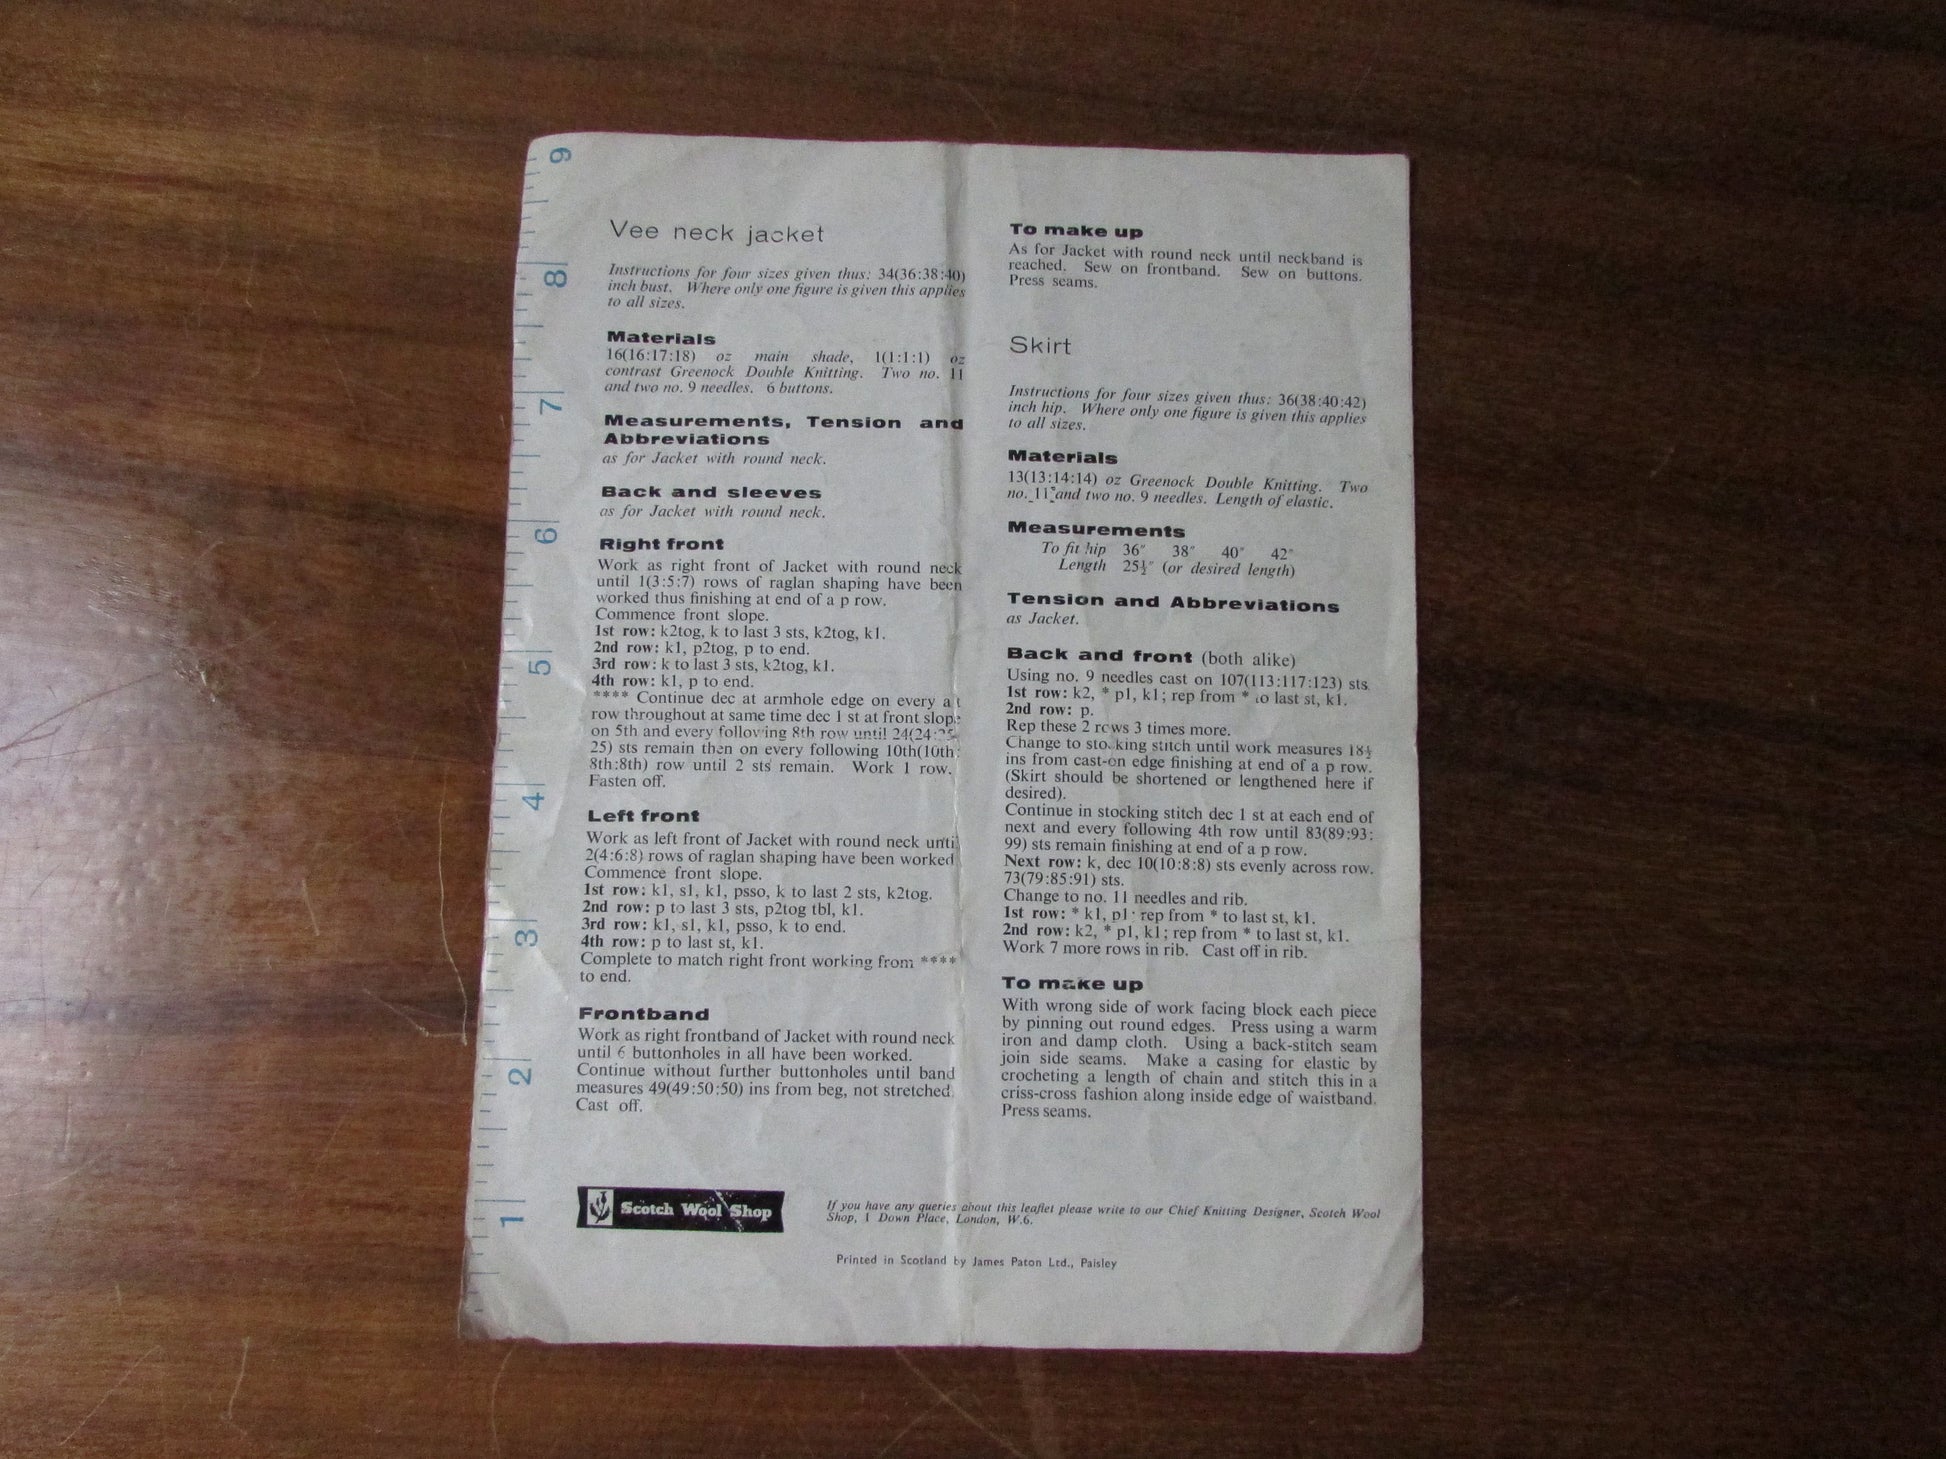 Vee neck jacket
Instructions for four sizes given thus: 34(36:38:40)
inch bust. Where only one figure is given this applies
to all sizes.
Materials
16(16:17:18) oz main shade, 1(1:1:1) oz
contrast Greenock Double Knitting. Two no. 11
and two no. 9 needles. 6 buttons.
Measurements, Tension and
Abbreviations
as for Jacket with round neck.
Back and sleeves
as for Jacket with round neck.
Right front
Work as right front of Jacket with round neck
until 1(3:5:7) rows of raglan shaping have been
worked thus finishing at end of a p row.
Commence front slope.
1st row: k2tog, k to last 3 sts, k2tog, k1.
2nd row: k1, p2tog, p to end.
3rd row: k to last 3 sts, k2tog, k1.
4th row: k1, p to end.
**** Continue dec at armhole edge on every alt
row throughout at same time dec 1 st at front slope
on 5th and every following 8th row until 24(24:25:
25) sts remain then on every following 10th(10th:
8th:8th) row until 2 sts remain. Work 1 row.
Fasten off.
Left front
Work as left front of Jacket with round neck until
2(4:6:8) rows of raglan shaping have been worked
Commence front slope.
1st row: k1, s1, k1, psso, k to last 2 sts, k2tog.
2nd row: p to last 3 sts, p2tog tbl, k1.
3rd row: k1, s1, k1, psso, k to end.
4th row: p to last st, k1.
Complete to match right front working from ****
to end.
Frontband
Work as right frontband of Jacket with round neck
until 6 buttonholes in all have been worked.
Continue without further buttonholes until band
measures 49(49:50:50) ins from beg, not stretched.
Cast off.
To make up
As for Jacket with round neck until neckband is
reached. Sew on frontband. Sew on buttons.
Press seams.
Skirt
Instructions for four sizes given thus: 36(38:40:42)
inch hip. Where only one figure is given this applies
to all sizes.
Materials
13(13:14:14) oz Greenock Double Knitting. Two
no. 11 and two no. 9 needles. Length of elastic.
Measurements
To fit hip 36″ 38″ 40″ 42″
Length 25½″ (or desired length)
Tension and Abbreviations
as Jacket.
Back and front (both alike)
Using no. 9 needles cast on 107(113:117:123) sts
1st row: k2, * p1, k1; rep from * to last st, k1.
2nd row: p.
Rep these 2 rows 3 times more.
Change to stocking stitch until work measures 18½
ins from cast-on edge finishing at end of a p row.
(Skirt should be shortened or lengthened here if
desired).
Continue in stocking stitch dec 1 st at each end of
next and every following 4th row until 83(89:93:
99) sts remain finishing at end of a p row.
Next row: k, dec 10(10:8:8) sts evenly across row.
73(79:85:91) sts.
Change to no. 11 needles and rib.
1st row: * k1, p1; rep from * to last st, k1.
2nd row: k2, * p1, k1; rep from * to last st, k1.
Work 7 more rows in rib. Cast off in rib.
To make up
With wrong side of work facing block each piece
by pinning out round edges. Press using a warm
iron and damp cloth. Using a back-stitch seam
join side seams. Make a casing for elastic by
crocheting a length of chain and stitch this in a
criss-cross fashion along inside edge of waistband.
Press seams.
Scotch Wool Shop
If you have any queries about this leaflet please write to our Chief Knitting Designer, Scotch Wool
Shop, 1 Down Place, London, W.6.
Printed in Scotland by James Paton Ltd., Paisley
9
8
7
6
5
4
3
2
1